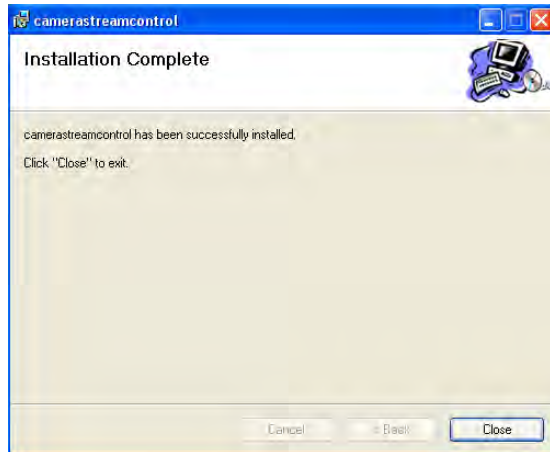 camerastreamcontrol
Installation Complete
camerastreamcontrol has been successfully installed.
Click "Close" to exit.
Cancel
< Back
Close